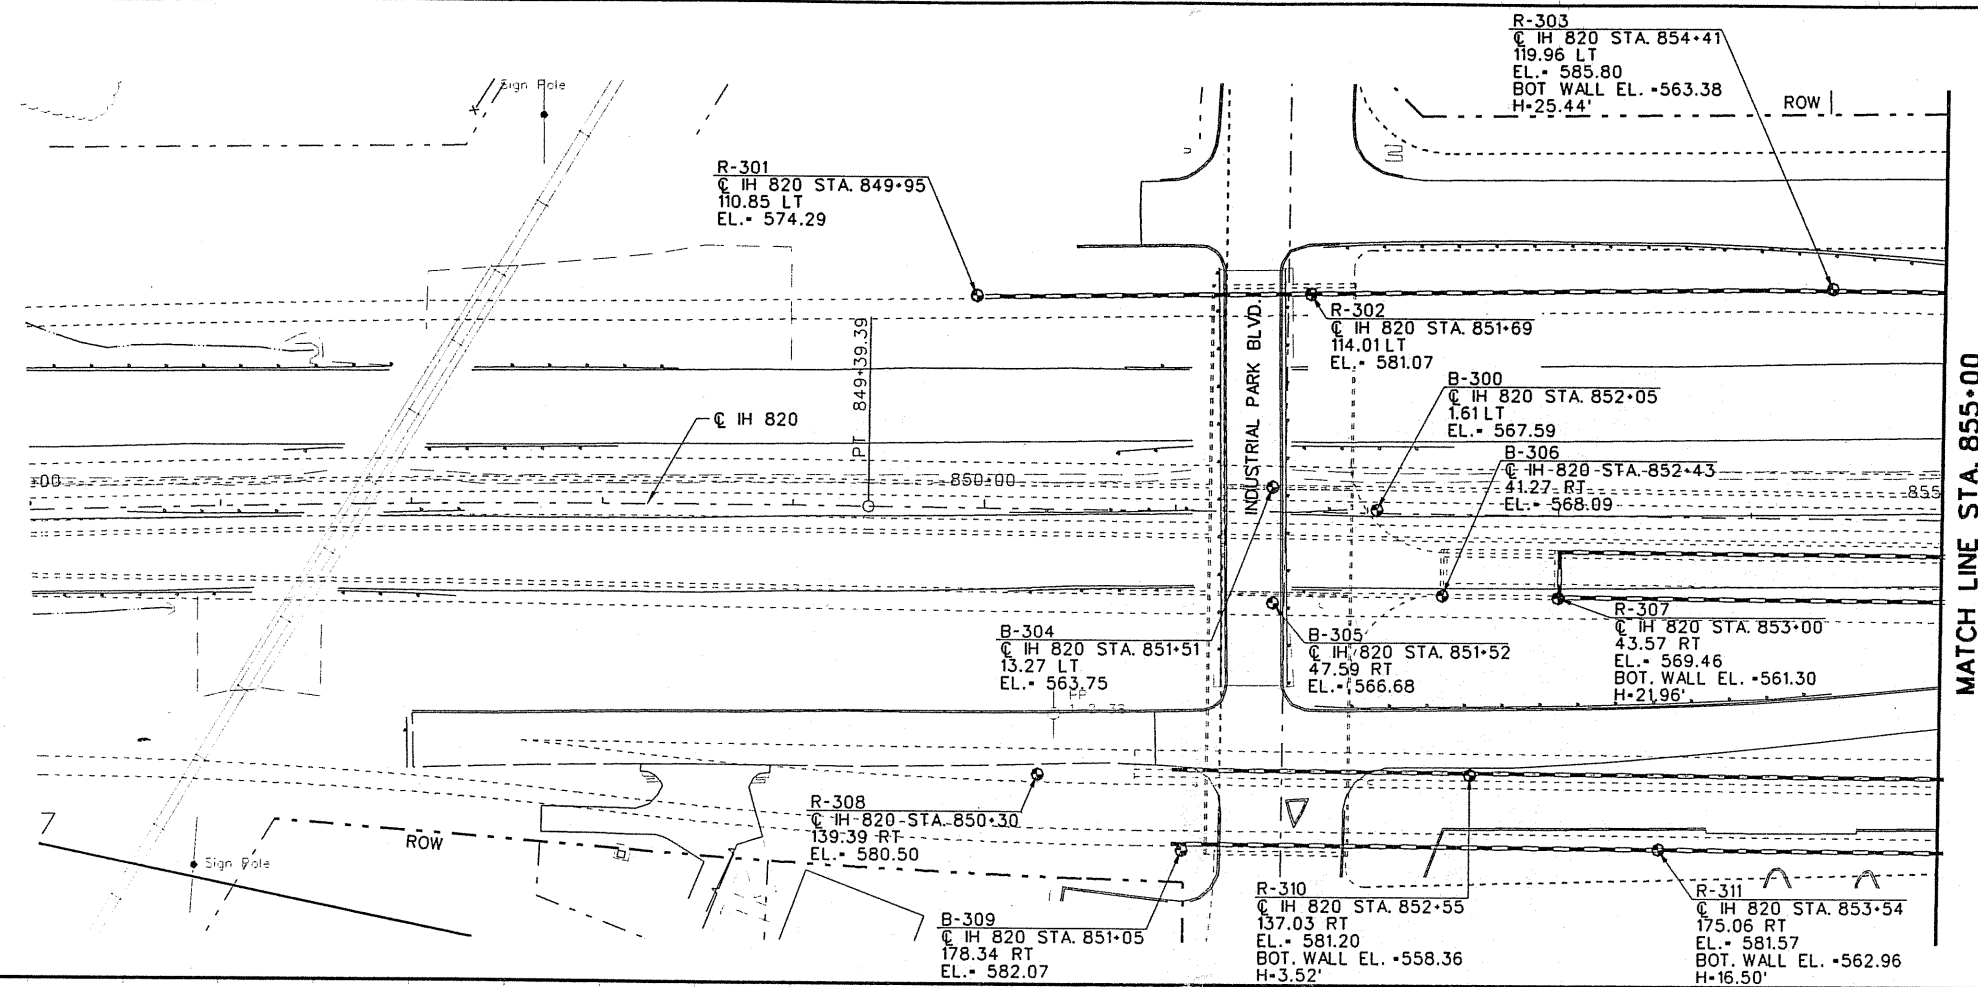 R-303
℄ IH 820 STA. 854+41
119.96 LT
EL.= 585.80
BOT WALL EL. =563.38
H=25.44'
ROW
Sign Pole
R-301
℄ IH 820 STA. 849+95
110.85 LT
EL.= 574.29
R-302
℄ IH 820 STA. 851+69
114.01 LT
EL.= 581.07
INDUSTRIAL PARK BLVD.
PT 849+39.39
℄ IH 820
B-300
℄ IH 820 STA. 852+05
1.61 LT
EL.= 567.59
B-306
℄ IH 820 STA. 852+43
41.27 RT
EL.= 568.09
+00
850+00
855
MATCH LINE STA. 855+00
B-304
℄ IH 820 STA. 851+51
13.27 LT
EL.= 563.75
B-305
℄ IH 820 STA. 851+52
47.59 RT
EL.= 566.68
R-307
℄ IH 820 STA. 853+00
43.57 RT
EL.= 569.46
BOT. WALL EL. =561.30
H=21.96'
PP
R-308
℄ IH 820 STA. 850+30
139.39 RT
EL.= 580.50
7
ROW
Sign Pole
B-309
℄ IH 820 STA. 851+05
178.34 RT
EL.= 582.07
R-310
℄ IH 820 STA. 852+55
137.03 RT
EL.= 581.20
BOT. WALL EL. =558.36
H=3.52'
R-311
℄ IH 820 STA. 853+54
175.06 RT
EL.= 581.57
BOT. WALL EL. =562.96
H=16.50'